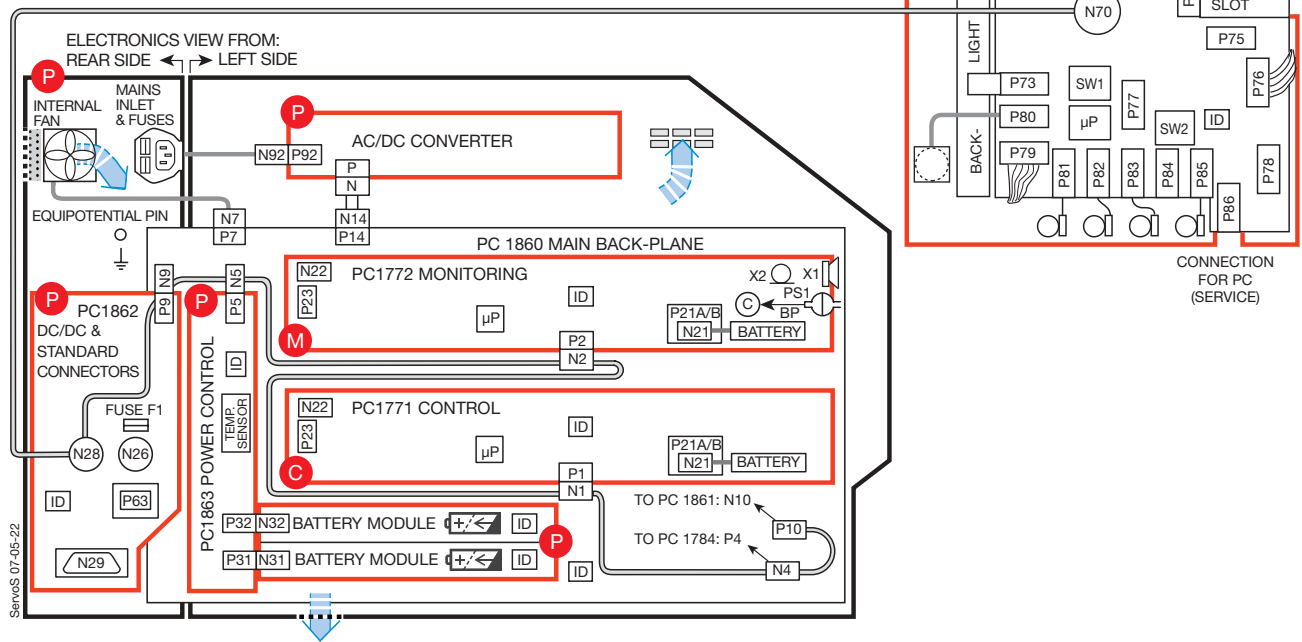 ELECTRONICS VIEW FROM:
REAR SIDE
LEFT SIDE
P
INTERNAL
FAN
MAINS
INLET
& FUSES
P
N92
P92
AC/DC CONVERTER
P
N
N7
P7
N14
P14
EQUIPOTENTIAL PIN
PC 1860 MAIN BACK-PLANE
N9
P9
N5
P5
P
PC1862
DC/DC &
STANDARD
CONNECTORS
FUSE F1
N28
N26
ID
P63
N29
P
PC1863 POWER CONTROL
ID
TEMP.
SENSOR
N22
P23
PC1772 MONITORING
µP
ID
M
X2
X1
PS1
C
BP
P21A/B
N21
BATTERY
P2
N2
N22
P23
PC1771 CONTROL
µP
ID
C
P21A/B
N21
BATTERY
P1
N1
P32
N32
BATTERY MODULE
+/
ID
P31
N31
BATTERY MODULE
+/
ID
P
ID
TO PC 1861: N10
P10
TO PC 1784: P4
N4
ServoS 07-05-22
N70
SLOT
P75
LIGHT
BACK-
P73
P80
P79
SW1
µP
P77
SW2
ID
P76
P78
P81
P82
P83
P84
P85
P86
CONNECTION
FOR PC
(SERVICE)